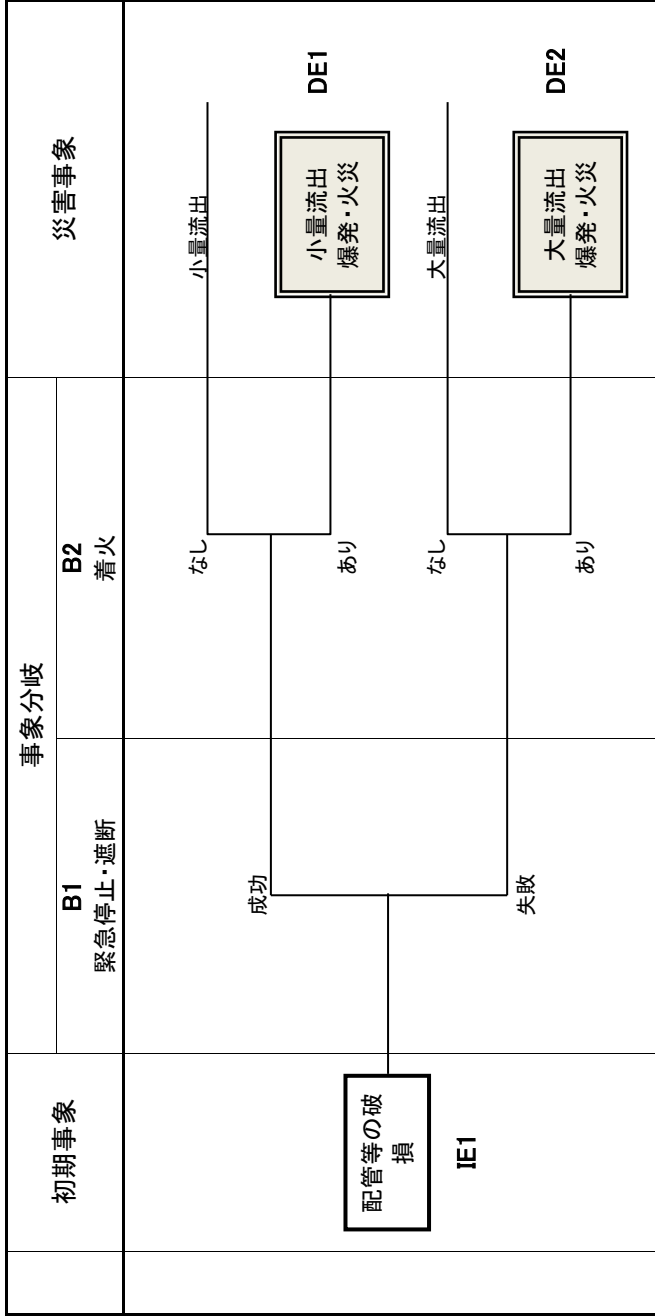 初期事象
事象分岐
災害事象
B1
緊急停止・遮断
B2
着火
配管等の破
損
IE1
成功
失敗
なし
あり
なし
あり
小量流出
小量流出
爆発・火災
DE1
大量流出
大量流出
爆発・火災
DE2